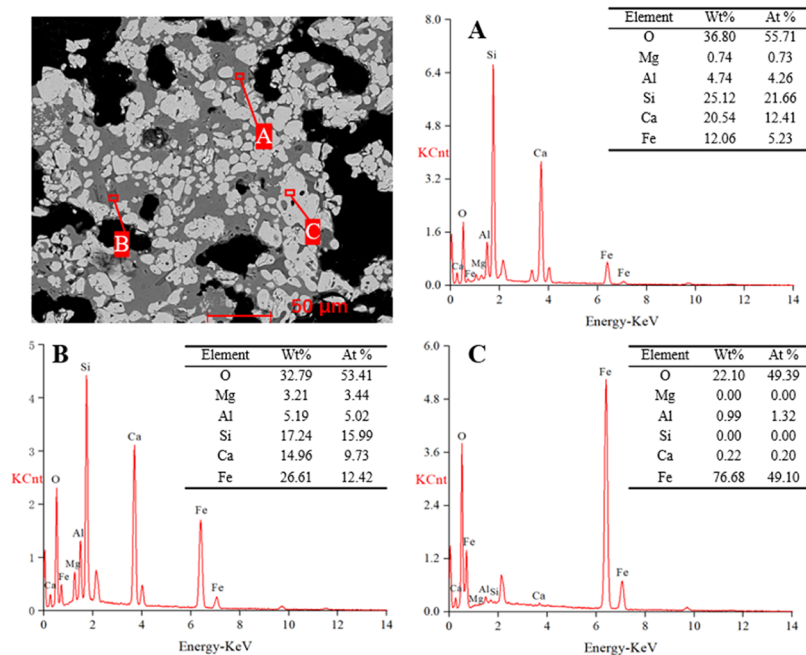 A
B
C
50 μm
A
Element Wt% At %
O 36.80 55.71
Mg 0.74 0.73
Al 4.74 4.26
Si 25.12 21.66
Ca 20.54 12.41
Fe 12.06 5.23
8.0
6.4
4.8
KCnt
3.2
1.6
0.0
Si
Ca
O
Al
Ca
Fe
Mg
Fe
Fe
0 2 4 6 8 10 12 14
Energy-KeV
B
Element Wt% At %
O 32.79 53.41
Mg 3.21 3.44
Al 5.19 5.02
Si 17.24 15.99
Ca 14.96 9.73
Fe 26.61 12.42
5
4
3
KCnt
2
1
0
Si
Ca
O
Al
Mg
Ca
Fe
Fe
Fe
0 2 4 6 8 10 12 14
Energy-KeV
C
Element Wt% At %
O 22.10 49.39
Mg 0.00 0.00
Al 0.99 1.32
Si 0.00 0.00
Ca 0.22 0.20
Fe 76.68 49.10
6.0
4.8
3.6
KCnt
2.4
1.2
0.0
Fe
O
Fe
Ca
Mg
Al
Si
Ca
Fe
0 2 4 6 8 10 12 14
Energy-KeV